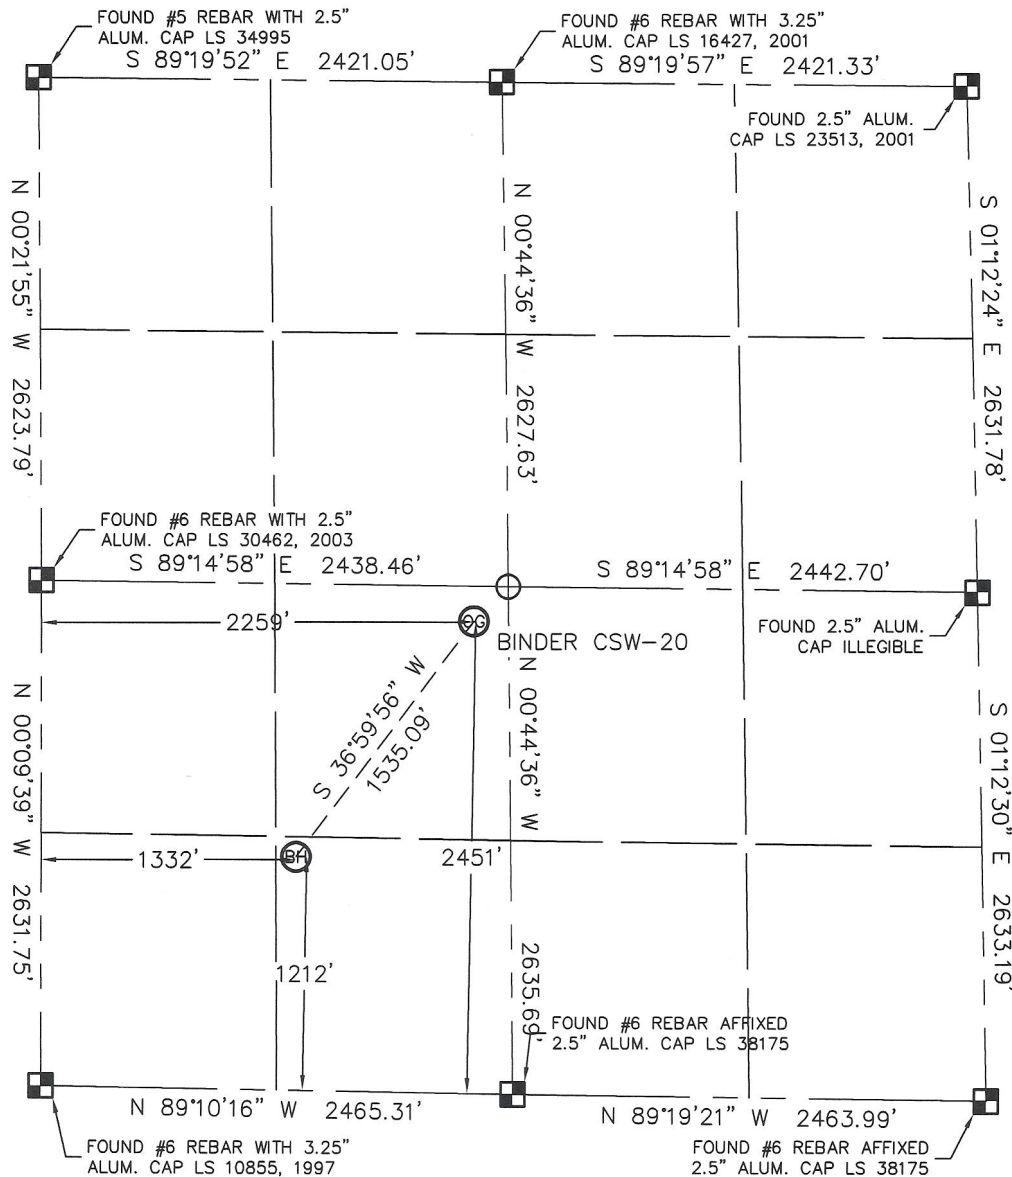 FOUND #5 REBAR WITH 2.5"
ALUM. CAP LS 34995
S 89°19'52" E 2421.05'
FOUND #6 REBAR WITH 3.25"
ALUM. CAP LS 16427, 2001
S 89°19'57" E 2421.33'
FOUND 2.5" ALUM.
CAP LS 23513, 2001
N 00°21'55" W 2623.79'
N 00°44'36" W 2627.63'
S 01°12'24" E 2631.78'
FOUND #6 REBAR WITH 2.5"
ALUM. CAP LS 30462, 2003
S 89°14'58" E 2438.46'
S 89°14'58" E 2442.70'
2259'
9G
BINDER CSW-20
FOUND 2.5" ALUM.
CAP ILLEGIBLE
S 36°59'56" W
1535.09'
N 00°09'39" W 2631.75'
N 00°44'36" W 2635.69'
S 01°12'30" E 2633.19'
1332'
BH
2451'
1212'
FOUND #6 REBAR AFFIXED
2.5" ALUM. CAP LS 38175
N 89°10'16" W 2465.31'
N 89°19'21" W 2463.99'
FOUND #6 REBAR WITH 3.25"
ALUM. CAP LS 10855, 1997
FOUND #6 REBAR AFFIXED
2.5" ALUM. CAP LS 38175